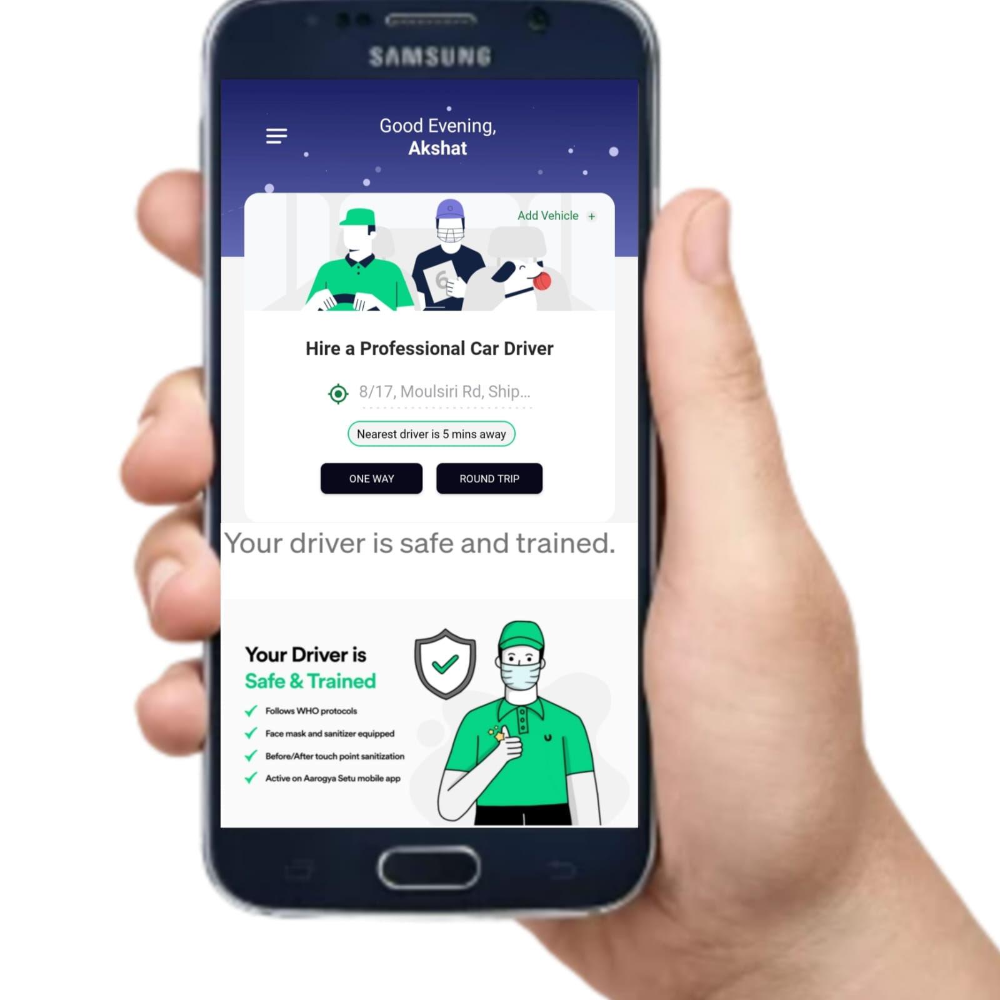 SAMSUNG
Good Evening,
Akshat
Add Vehicle +
6
Hire a Professional Car Driver
8/17, Moulsiri Rd, Ship...
Nearest driver is 5 mins away
ONE WAY
ROUND TRIP
Your driver is safe and trained.
Your Driver is
Safe & Trained
Follows WHO protocols
Face mask and sanitizer equipped
Before/After touch point sanitization
Active on Aarogya Setu mobile app